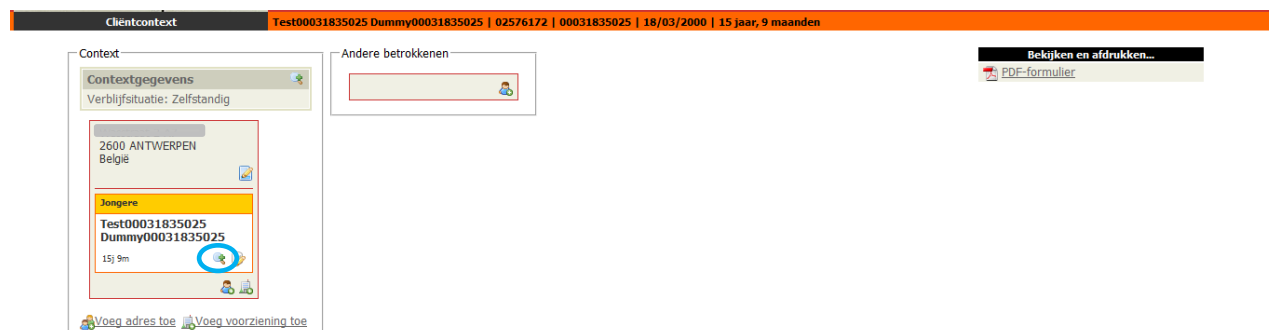 Cliëntcontext
Test00031835025 Dummy00031835025 | 02576172 | 00031835025 | 18/03/2000 | 15 jaar, 9 maanden
Context
Contextgegevens
Verblijfsituatie: Zelfstandig
2600 ANTWERPEN
België
Jongere
Test00031835025
Dummy00031835025
15j 9m
Voeg adres toe Voeg voorziening toe
Andere betrokkenen
Bekijken en afdrukken...
PDF-formulier